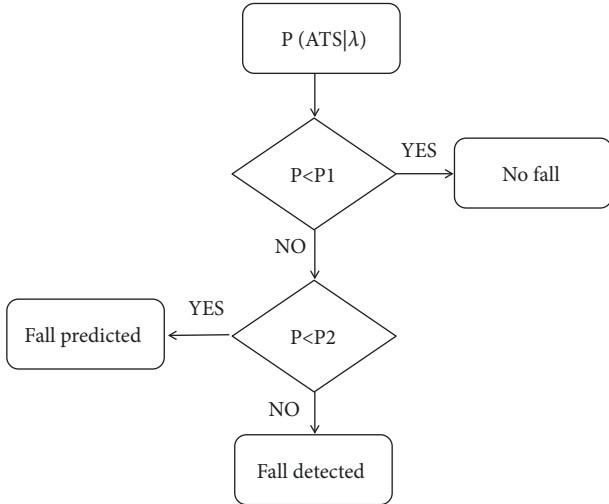 P (ATS|λ)
P<P1
YES
No fall
NO
P<P2
YES
Fall predicted
NO
Fall detected